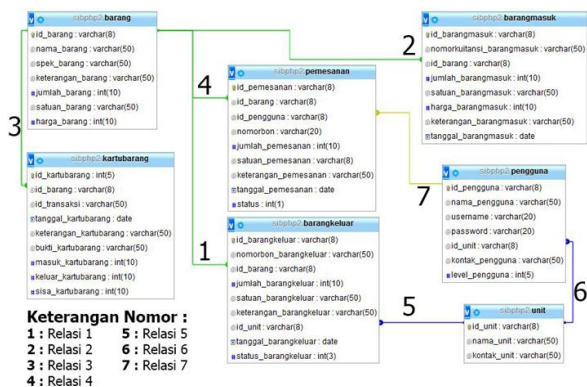 sibphp2 barang
id_barang : varchar(8)
nama_barang : varchar(50)
spek_barang : varchar(50)
keterangan_barang : varchar(50)
jumlah_barang : int(10)
satuan_barang : varchar(50)
harga_barang : int(10)
sibphp2 barangmasuk
id_barangmasuk : varchar(8)
nomorkuitansi_barangmasuk : varchar(50)
id_barang : varchar(8)
jumlah_barangmasuk : int(10)
satuan_barangmasuk : varchar(50)
harga_barangmasuk : int(10)
keterangan_barangmasuk : varchar(50)
tanggal_barangmasuk : date
2
4
sibphp2 pemesanan
id_pemesanan : varchar(8)
id_barang : varchar(8)
id_pengguna : varchar(8)
nomorbon : varchar(20)
jumlah_pemesanan : int(10)
satuan_pemesanan : varchar(8)
keterangan_pemesanan : varchar(50)
tanggal_pemesanan : date
status : int(1)
3
sibphp2 kartubarang
id_kartubarang : int(5)
id_barang : varchar(8)
id_transaksi : varchar(50)
tanggal_kartubarang : date
keterangan_kartubarang : varchar(50)
bukti_kartubarang : varchar(50)
masuk_kartubarang : int(10)
keluar_kartubarang : int(10)
sisa_kartubarang : int(10)
7
sibphp2 pengguna
id_pengguna : varchar(8)
nama_pengguna : varchar(50)
username : varchar(20)
password : varchar(20)
id_unit : varchar(8)
kontak_pengguna : varchar(50)
level_pengguna : int(5)
1
sibphp2 barangkeluar
id_barangkeluar : varchar(8)
nomorbon_barangkeluar : varchar(50)
id_barang : varchar(8)
jumlah_barangkeluar : int(10)
satuan_barangkeluar : varchar(50)
keterangan_barangkeluar : varchar(50)
id_unit : varchar(8)
tanggal_barangkeluar : date
status_barangkeluar : int(3)
5
6
sibphp2 unit
id_unit : varchar(8)
nama_unit : varchar(50)
kontak_unit : varchar(50)
Keterangan Nomor :
1 : Relasi 1 5 : Relasi 5
2 : Relasi 2 6 : Relasi 6
3 : Relasi 3 7 : Relasi 7
4 : Relasi 4